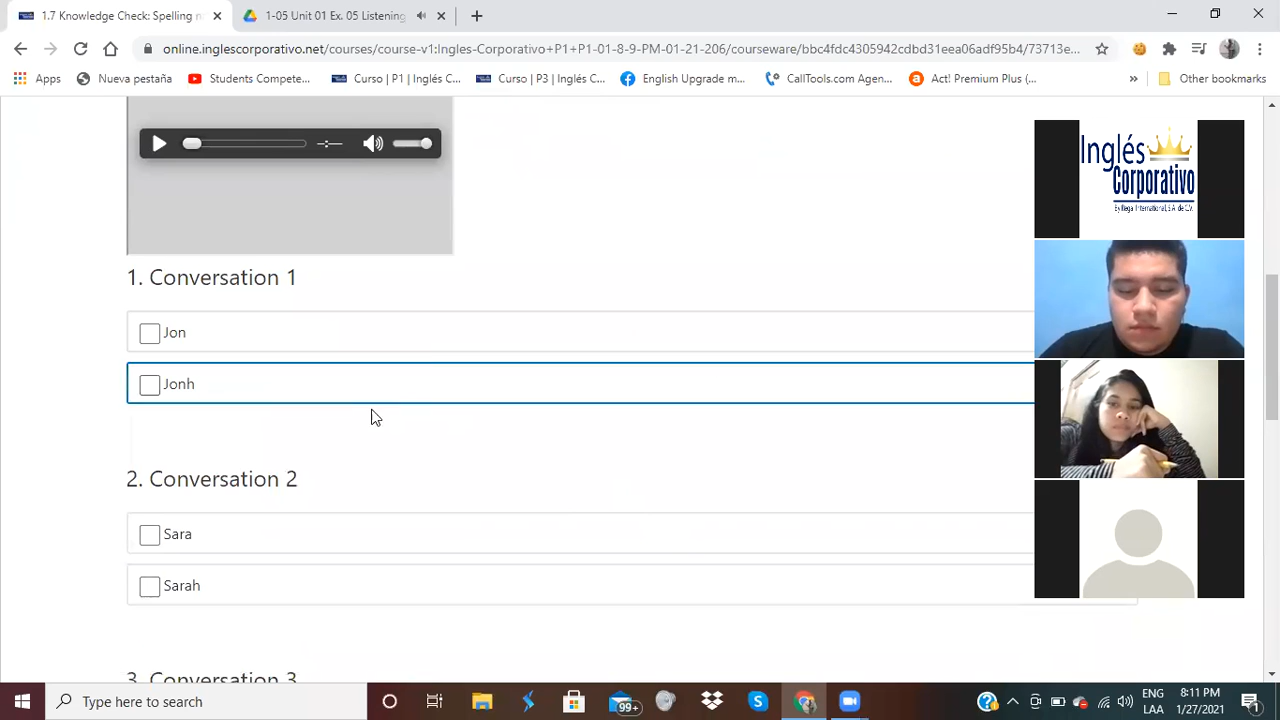 1.7 Knowledge Check: Spelling n
1-05 Unit 01 Ex. 05 Listening
online.inglescorporativo.net/courses/course-v1:Ingles-Corporativo+P1+P1-01-8-9-PM-01-21-206/courseware/bbc4fdc4305942cdbd31eea06adf95b4/73713e...
Apps
Nueva pestaña
Students Compete...
Curso | P1 | Inglés C...
Curso | P3 | Inglés C...
English Upgrade m...
CallTools.com Agen...
Act! Premium Plus (...
Other bookmarks
Inglés
Corporativo
1. Conversation 1
Jon
Jonh
2. Conversation 2
Sara
Sarah
3. Conversation 3
Type here to search
99+
ENG
LAA
8:11 PM
1/27/2021
1